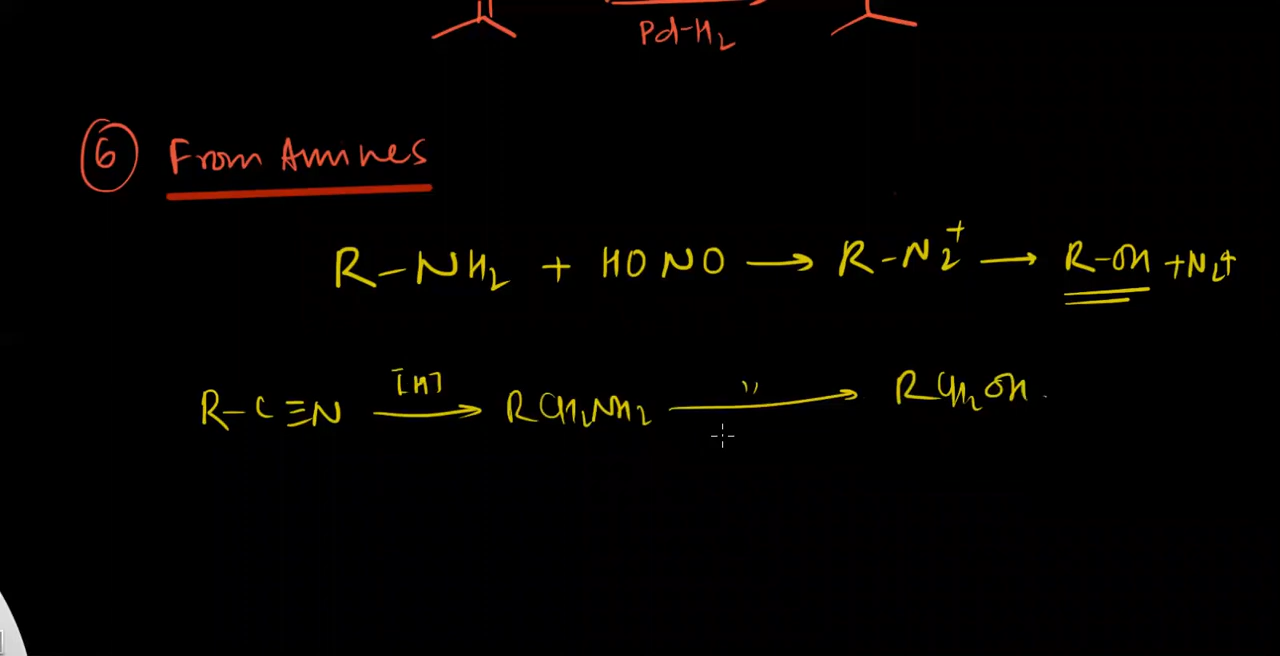 Pd-H₂
⑥ From Amines
R-NH₂ + HONO → R-N₂⁺ → R-OH + N₂↑
R-C≡N [H] → RCH₂NH₂ '' → RCH₂OH.